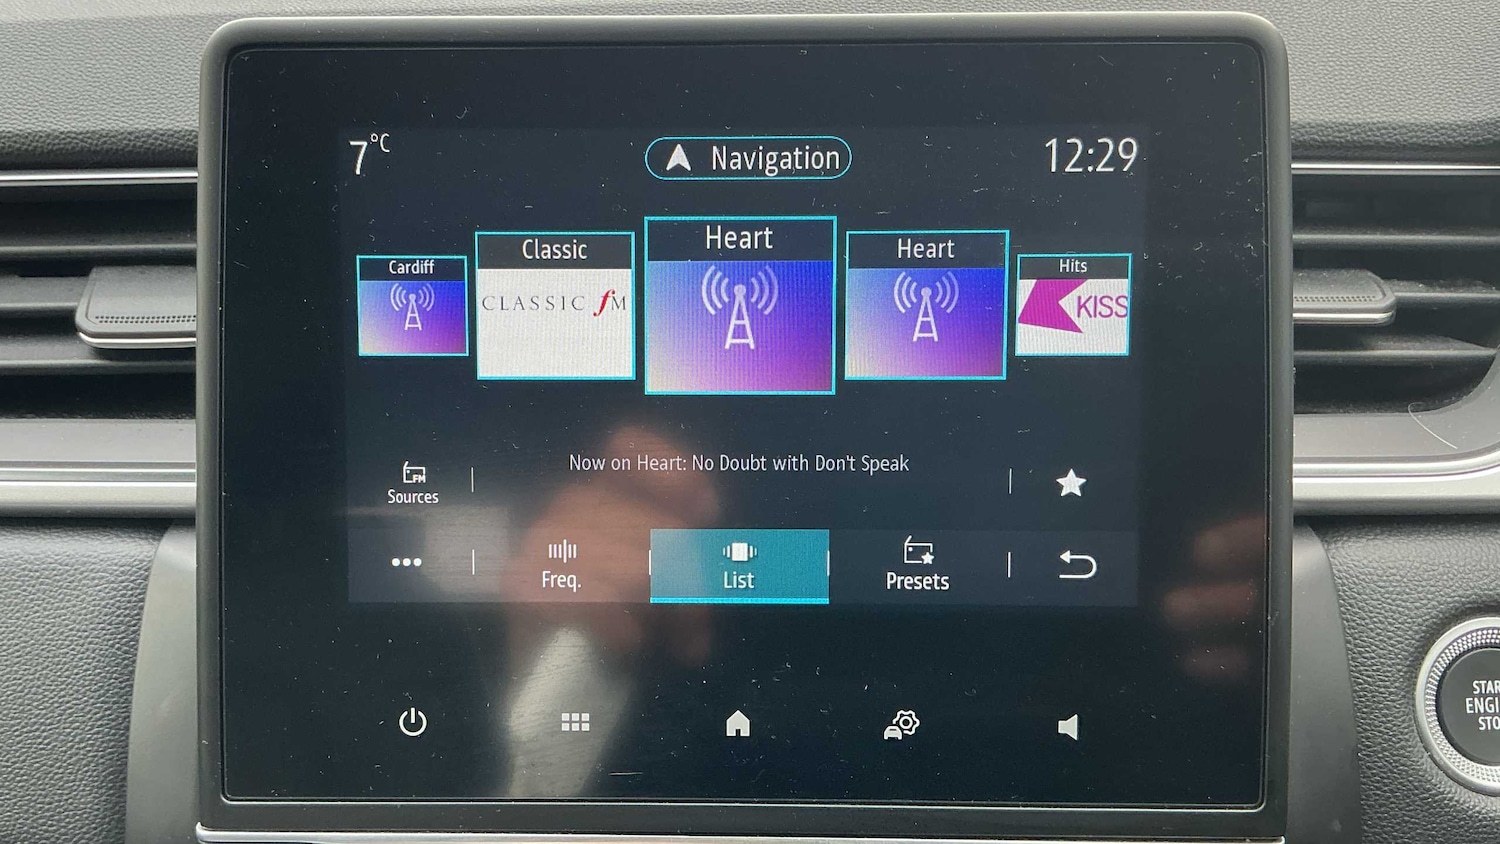 7°C
Navigation
12:29
Cardiff
Classic
Heart
Heart
Hits
CLASSIC fM
KISS
Now on Heart: No Doubt with Don't Speak
FM
Sources
Freq.
List
Presets